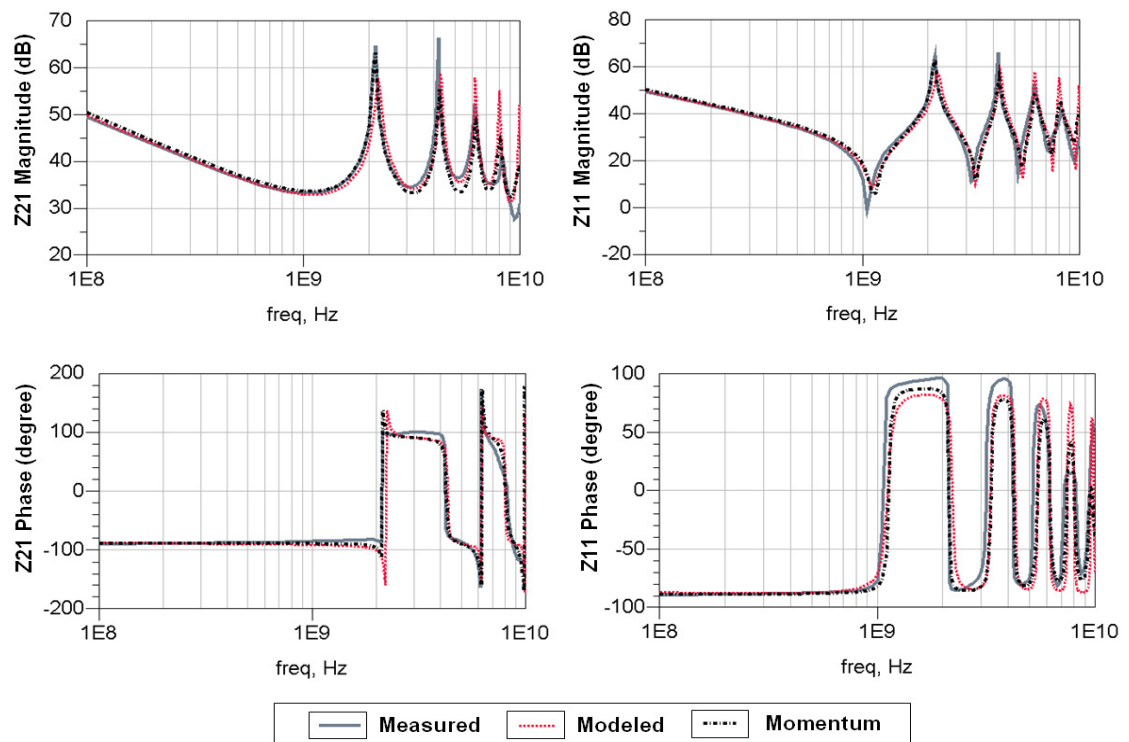 Z21 Magnitude (dB)
70
60
50
40
30
20
1E8
1E9
1E10
freq, Hz
Z11 Magnitude (dB)
80
60
40
20
0
-20
1E8
1E9
1E10
freq, Hz
Z21 Phase (degree)
200
100
0
-100
-200
1E8
1E9
1E10
freq, Hz
Z11 Phase (degree)
100
50
0
-50
-100
1E8
1E9
1E10
freq, Hz
Measured
Modeled
Momentum